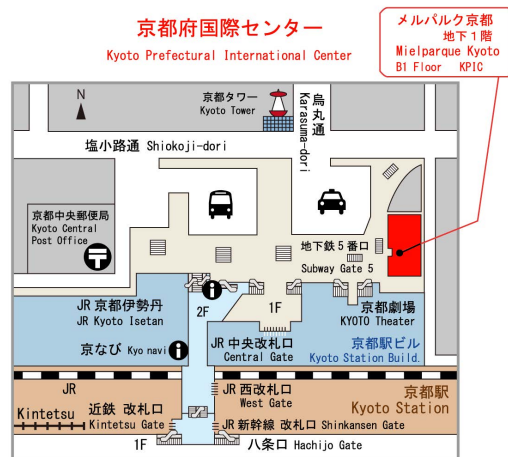 京都府国際センター
Kyoto Prefectural International Center
メルパルク京都
地下1階
Mielparque Kyoto
B1 Floor KPIC
N
京都タワー
Kyoto Tower
烏丸通
Karasuma-dori
塩小路通 Shiokoji-dori
京都中央郵便局
Kyoto Central
Post Office
地下鉄5番口
Subway Gate 5
JR 京都伊勢丹
JR Kyoto Isetan
2F
1F
京都劇場
KYOTO Theater
京なび Kyo navi
JR 中央改札口
Central Gate
京都駅ビル
Kyoto Station Build.
JR
JR 西改札口
West Gate
京都駅
Kyoto Station
Kintetsu
近鉄 改札口
Kintetsu Gate
JR 新幹線 改札口 Shinkansen Gate
1F
八条口 Hachijo Gate